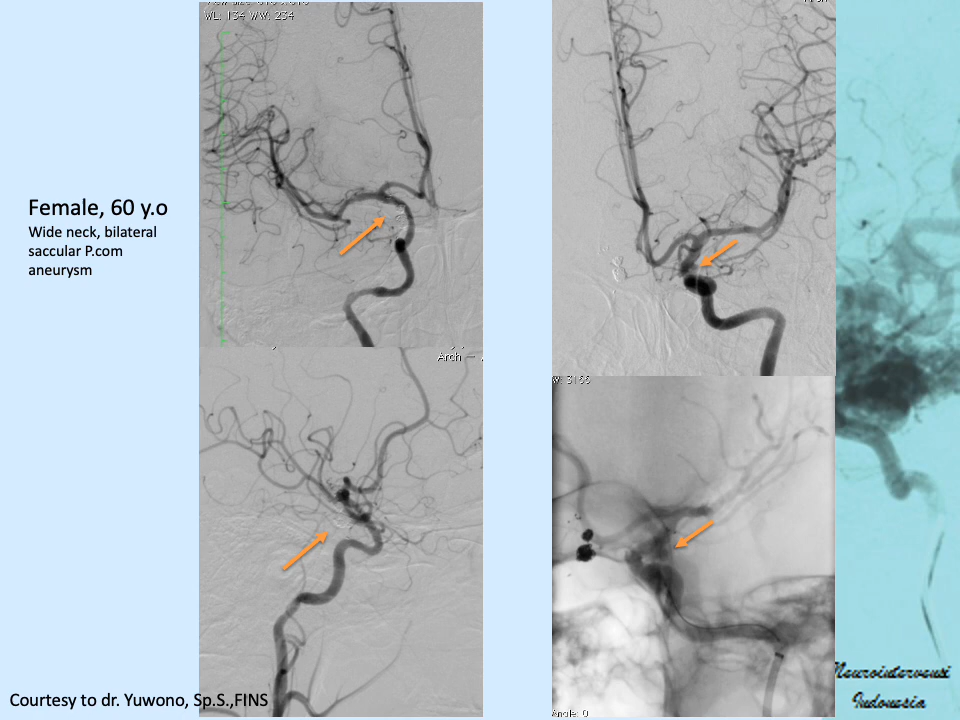 WL: 134 WW: 234
Female, 60 y.o
Wide neck, bilateral
saccular P.com
aneurysm
Arch
W: 3166
Angle: 0
Courtesy to dr. Yuwono, Sp.S.,FINS
Neurointervensi
Indonesia